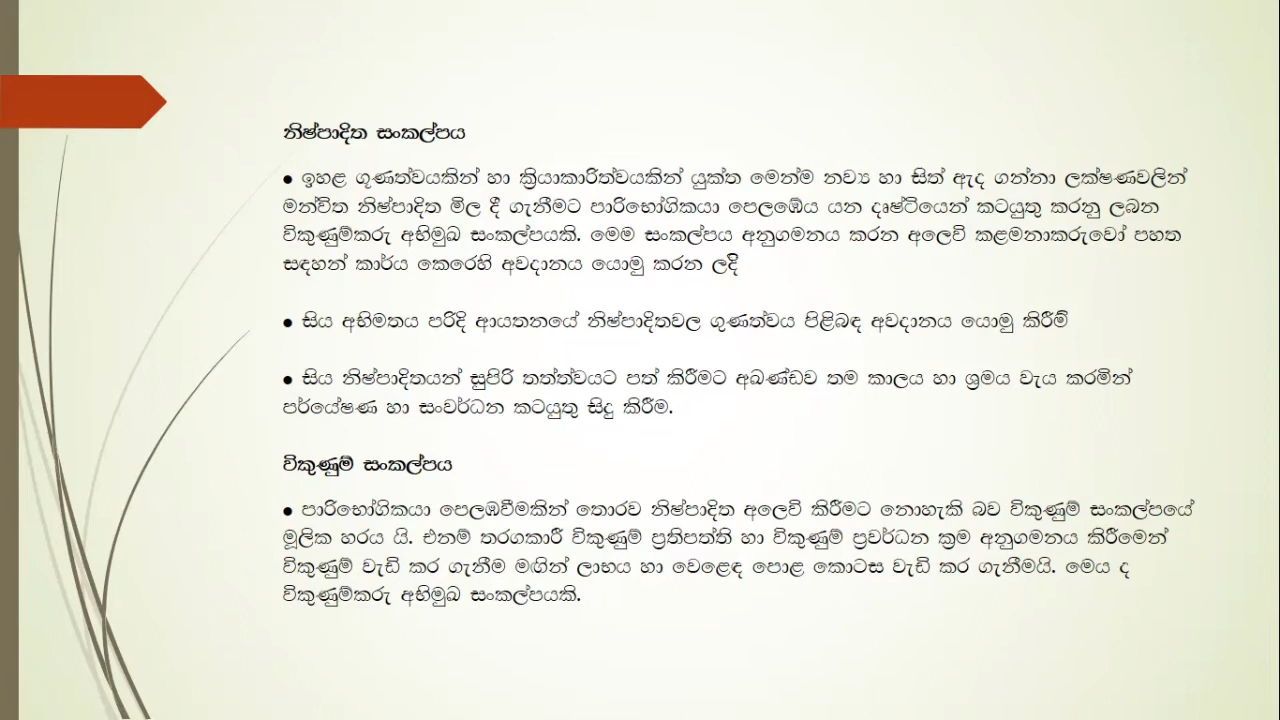 නිෂ්පාදිත සංකල්පය
• ඉහළ ගුණත්වයකින් හා ක්‍රියාකාරිත්වයකින් යුක්ත මෙන්ම නව්‍ය හා සිත් ඇද ගන්නා ලක්ෂණවලින්
මන්විත නිෂ්පාදිත මිල දී ගැනීමට පාරිභෝගිකයා පෙලඹේය යන දෘෂ්ටියෙන් කටයුතු කරනු ලබන
විකුණුම්කරු අභිමුඛ සංකල්පයකි. මෙම සංකල්පය අනුගමනය කරන අලෙවි කළමනාකරුවෝ පහත
සඳහන් කාර්ය කෙරෙහි අවදානය යොමු කරන ලදි
• සිය අභිමතය පරිදි ආයතනයේ නිෂ්පාදිතවල ගුණත්වය පිළිබඳ අවදානය යොමු කිරීම්
• සිය නිෂ්පාදිතයන් සුපිරි තත්ත්වයට පත් කිරීමට අඛණ්ඩව තම කාලය හා ශ්‍රමය වැය කරමින්
පර්යේෂණ හා සංවර්ධන කටයුතු සිදු කිරීම.
විකුණුම් සංකල්පය
• පාරිභෝගිකයා පෙලඹවීමකින් තොරව නිෂ්පාදිත අලෙවි කිරීමට නොහැකි බව විකුණුම් සංකල්පයේ
මූලික හරය යි. එනම් තරගකාරී විකුණුම් ප්‍රතිපත්ති හා විකුණුම් ප්‍රවර්ධන ක්‍රම අනුගමනය කිරීමෙන්
විකුණුම් වැඩි කර ගැනීම මඟින් ලාභය හා වෙළෙඳ පොළ කොටස වැඩි කර ගැනීමයි. මෙය ද
විකුණුම්කරු අභිමුඛ සංකල්පයකි.